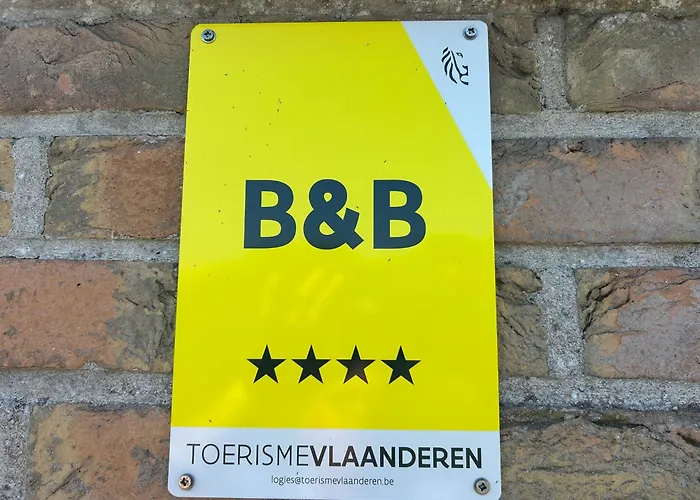 B&B
★★★★
TOERISMEVLAANDEREN
logies@toerismevlaanderen.be